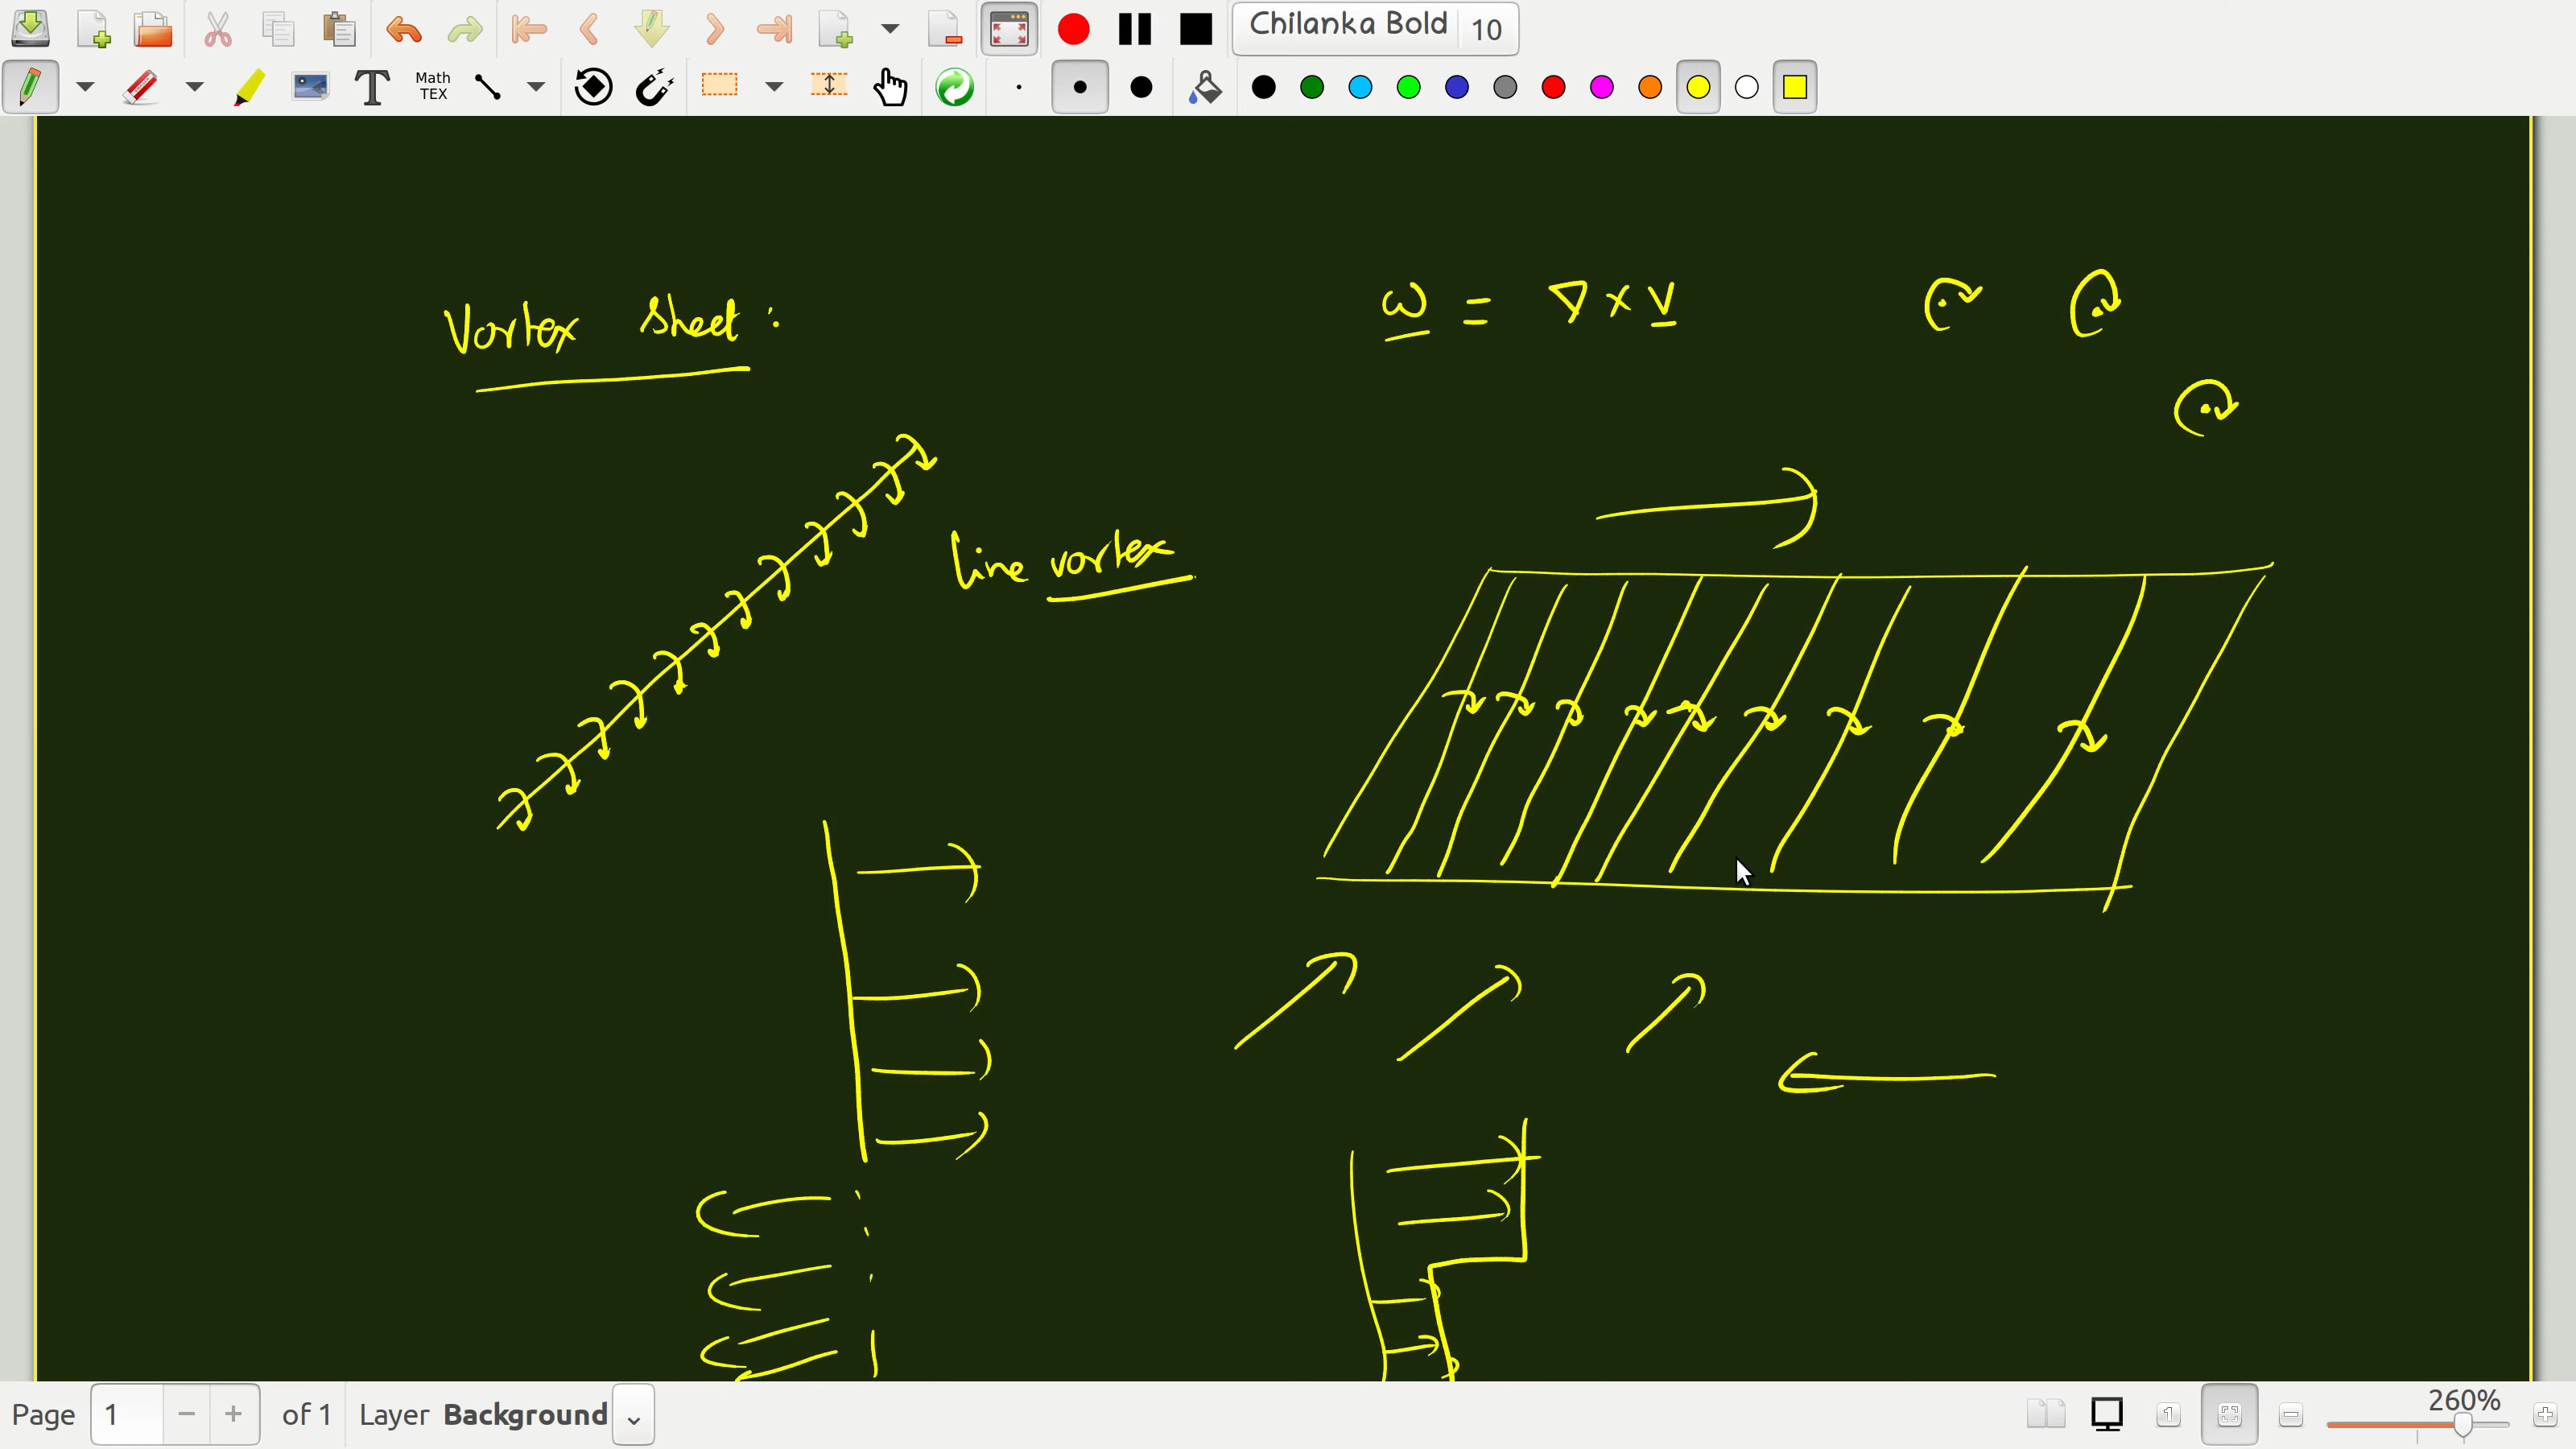 Chilanka Bold 10
Math
TEX
Vortex sheet :
ω = ∇ × v
Line vortex
Page 1 of 1 Layer Background
260%